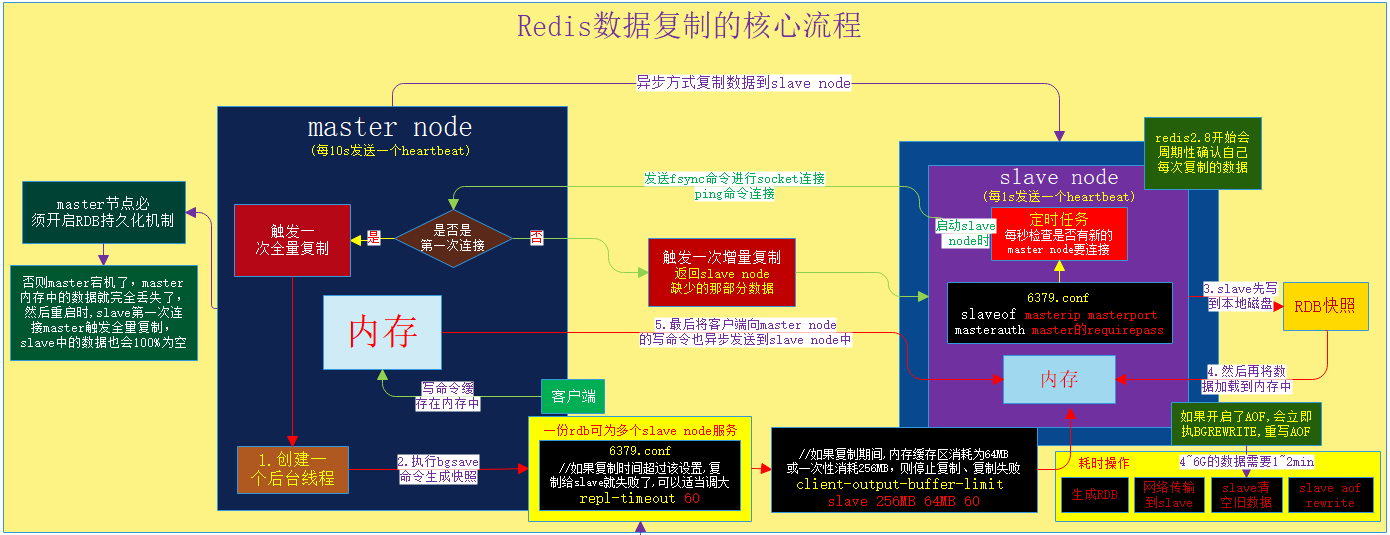 Redis数据复制的核心流程
异步方式复制数据到slave node
master node
(每10s发送一个heartbeat)
redis2.8开始会
周期性确认自己
每次复制的数据
slave node
(每1s发送一个heartbeat)
发送fsync命令进行socket连接
ping命令连接
master节点必
须开启RDB持久化机制
触发一
次全量复制
是
是否是
第一次连接
否
启动slave
node时
定时任务
每秒检查是否有新的
master node要连接
触发一次增量复制
返回slave node
缺少的那部分数据
否则master宕机了，master
内存中的数据就完全丢失了，
然后重启时,slave第一次连
接master触发全量复制，
slave中的数据也会100%为空
6379.conf
slaveof masterip masterport
masterauth master的requirepass
3.slave先写
到本地磁盘
RDB快照
内存
5.最后将客户端向master node
的写命令也异步发送到slave node中
内存
4.然后再将数
据加载到内存中
写命令缓
存在内存中
客户端
如果开启了AOF,会立即
执BGREWRITE,重写AOF
一份rdb可为多个slave node服务
6379.conf
//如果复制时间超过该设置,复
制给slave就失败了,可以适当调大
repl-timeout 60
1.创建一
个后台线程
2.执行bgsave
命令生成快照
//如果复制期间,内存缓存区消耗为64MB
或一次性消耗256MB，则停止复制、复制失败
client-output-buffer-limit
slave 256MB 64MB 60
耗时操作
4~6G的数据需要1~2min
生成RDB
网络传输
到slave
slave清
空旧数据
slave aof
rewrite